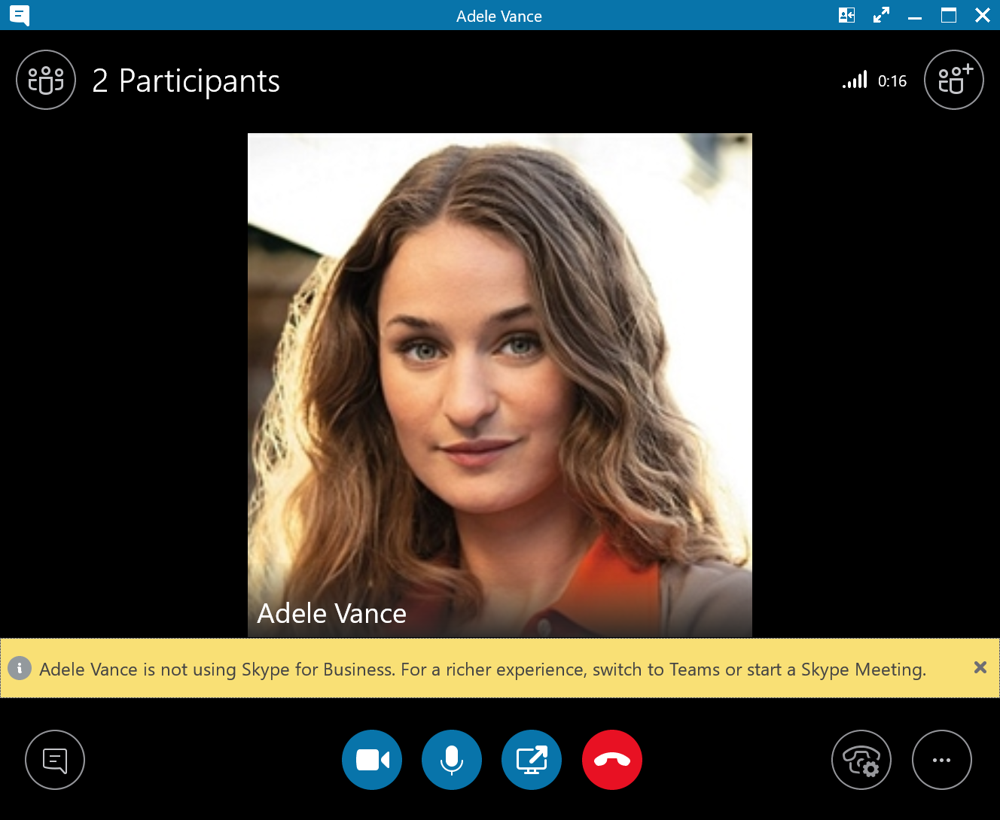 Adele Vance
2 Participants
0:16
Adele Vance
Adele Vance is not using Skype for Business. For a richer experience, switch to Teams or start a Skype Meeting.